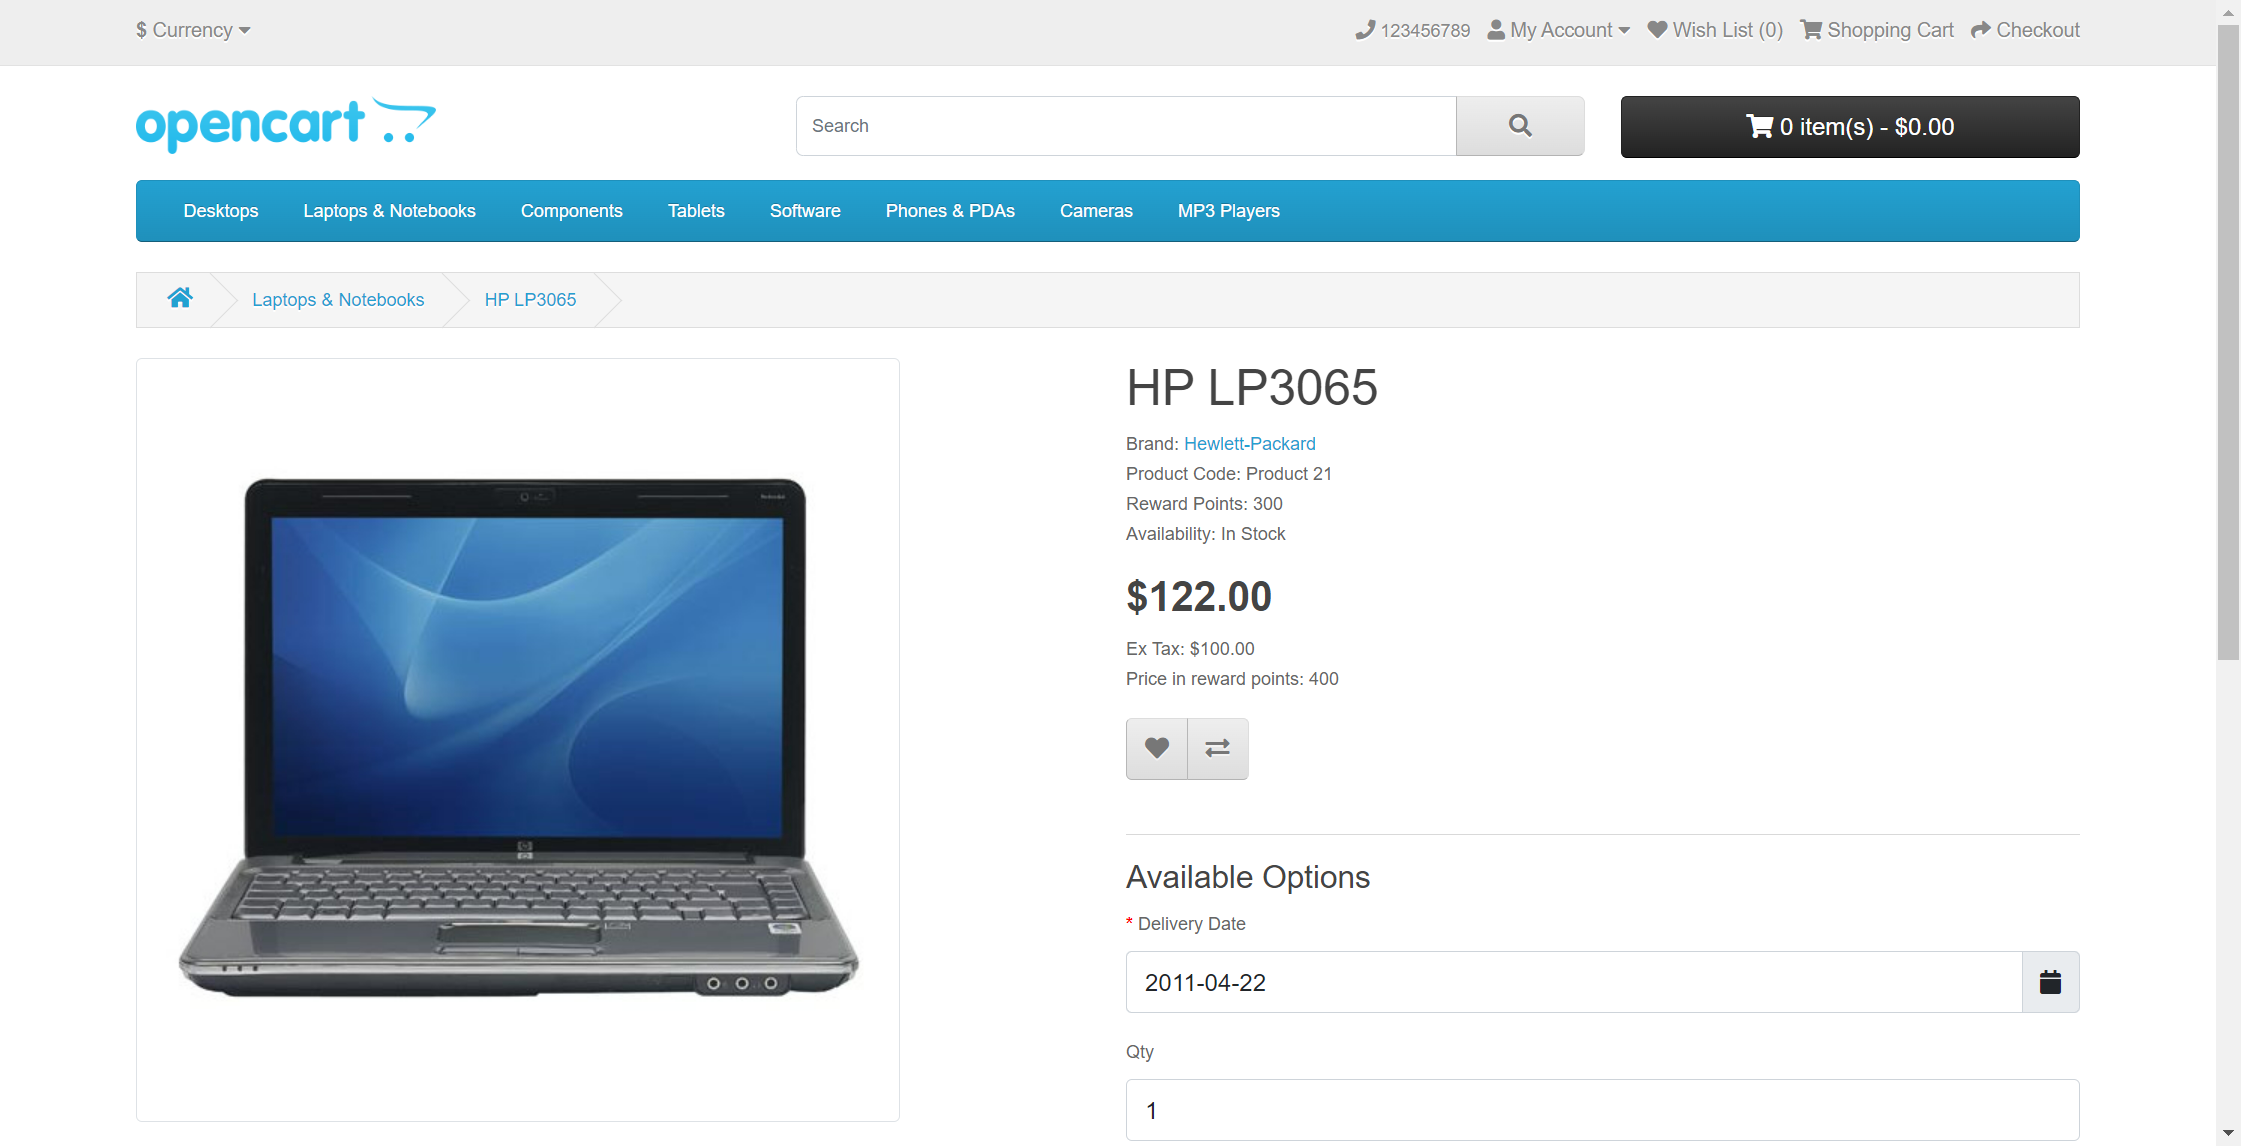 $ Currency
123456789 My Account Wish List (0) Shopping Cart Checkout
opencart
Search
0 item(s) - $0.00
Desktops Laptops & Notebooks Components Tablets Software Phones & PDAs Cameras MP3 Players
Laptops & Notebooks HP LP3065
HP LP3065
Brand: Hewlett-Packard
Product Code: Product 21
Reward Points: 300
Availability: In Stock
$122.00
Ex Tax: $100.00
Price in reward points: 400
Available Options
* Delivery Date
2011-04-22
Qty
1